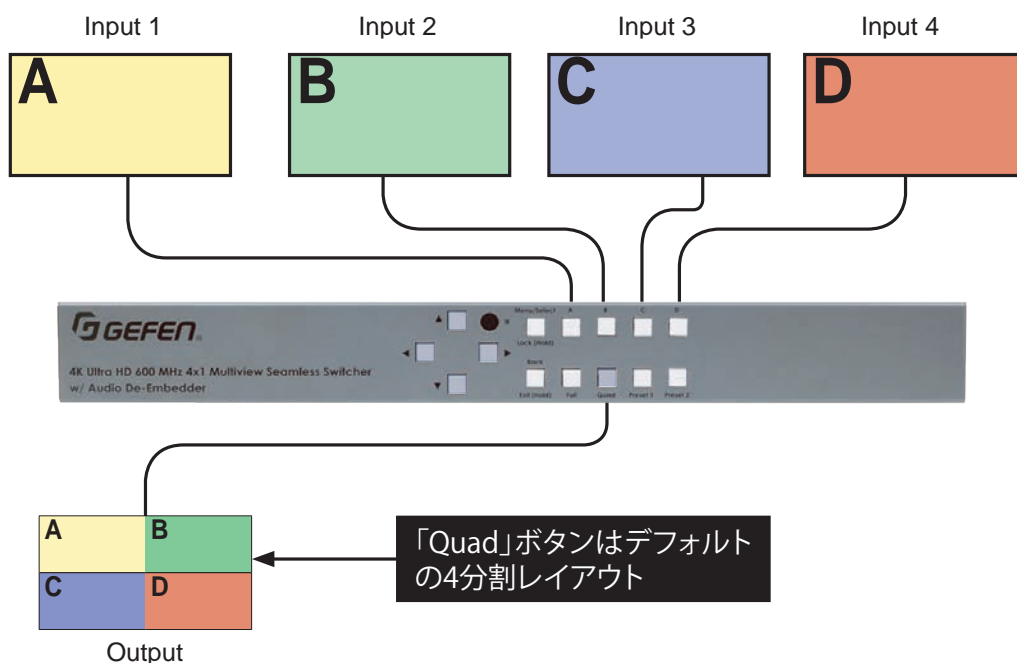 Input 1
Input 2
Input 3
Input 4
A
B
C
D
GEFEN
4K Ultra HD 600 MHz 4x1 Multiview Seamless Switcher
w/ Audio De-Embedder
Menu/Select
A
B
C
D
Lock (Hold)
Back
Exit (Hold)
Full
Quad
Preset 1
Preset 2
A
B
C
D
「Quad」ボタンはデフォルト
の4分割レイアウト
Output